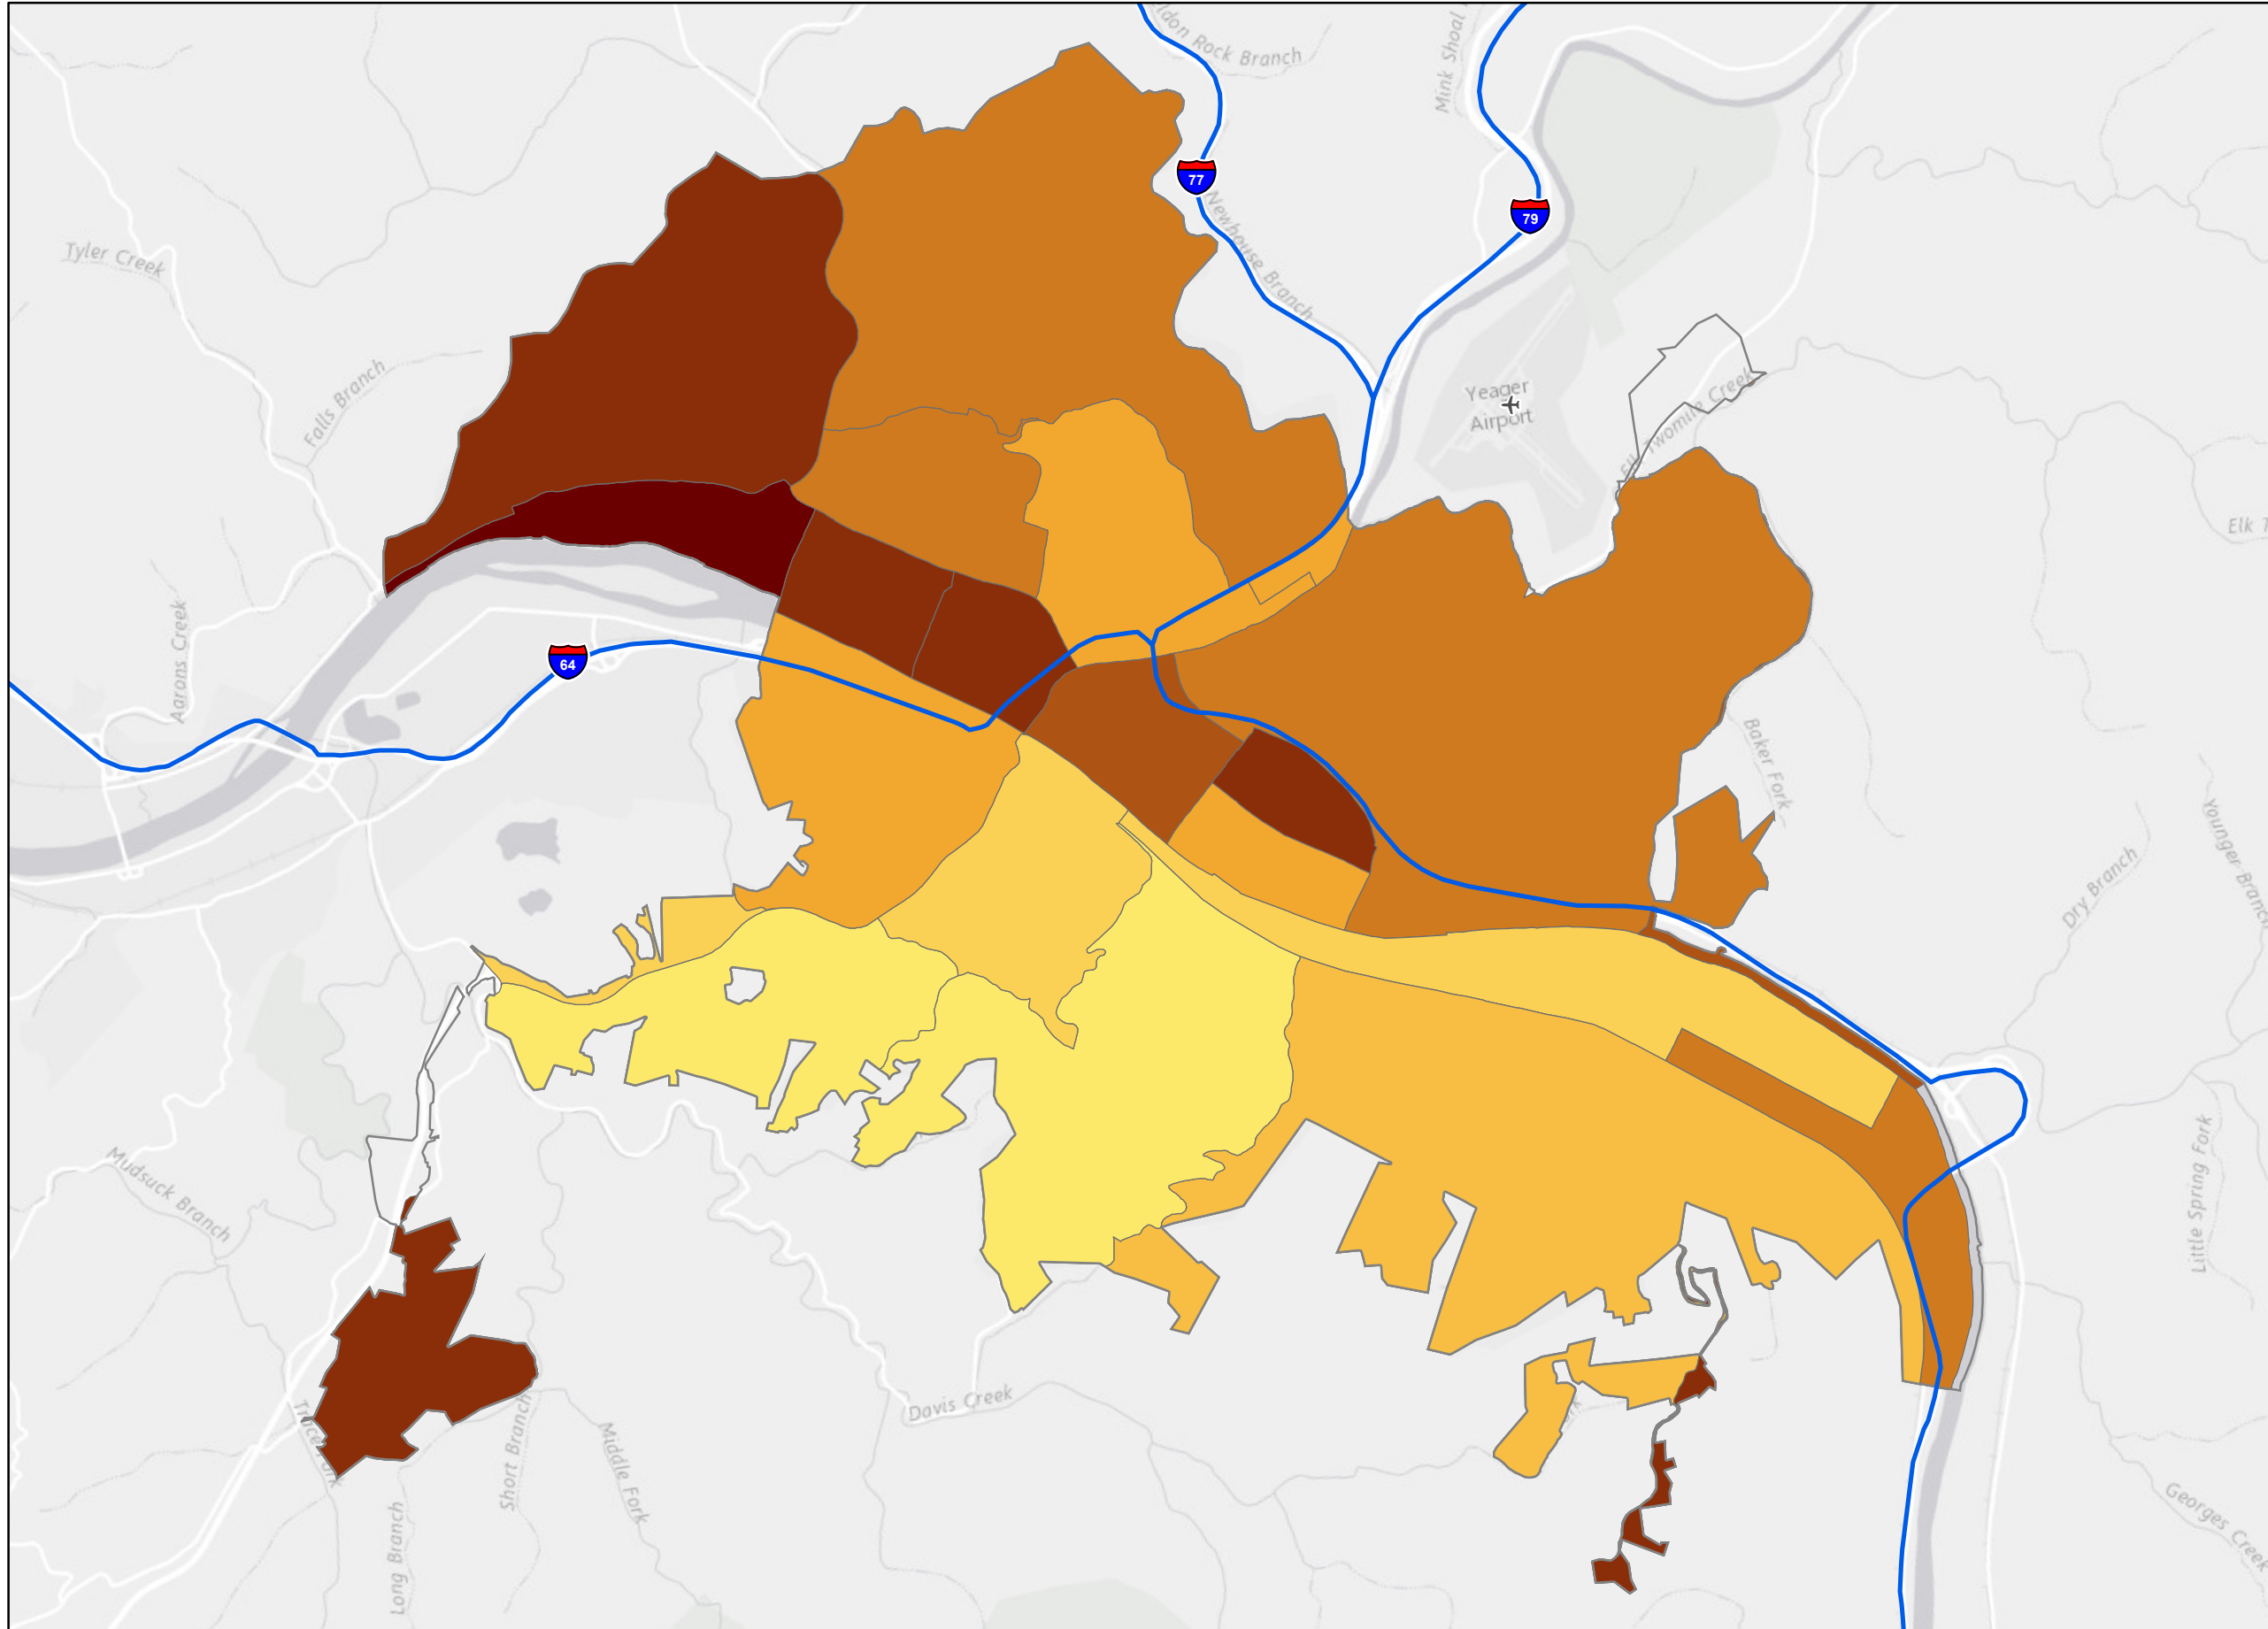 Rock Branch
Mink Shoal
77
79
Newhouse Branch
Tyler Creek
Falls Branch
Yeager
Airport
Elk Twomile Creek
Aarons Creek
64
Baker Fork
Dry Branch
Younger Branch
Mudsuck Branch
Little Spring Fork
Davis Creek
Short Branch
Middle Fork
Long Branch
Georges Creek